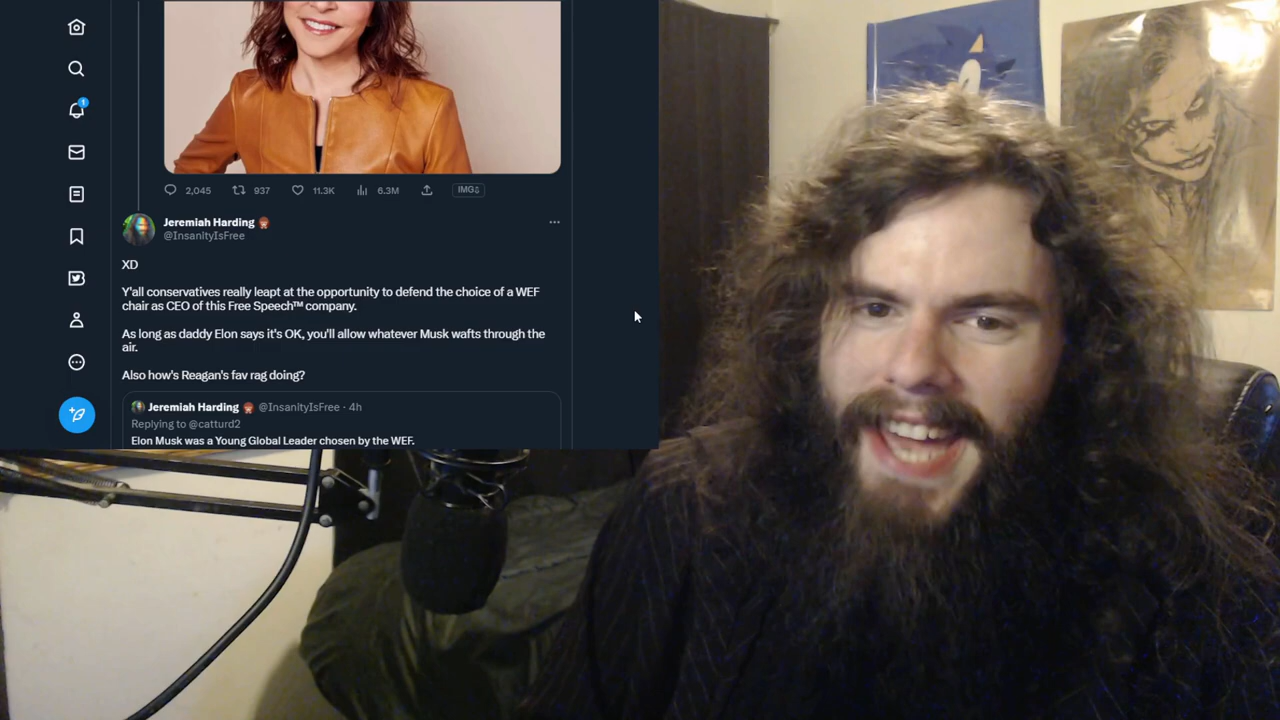 2,045 937 11.3K 6.3M IMG
Jeremiah Harding
@InsanityIsFree
XD
Y'all conservatives really leapt at the opportunity to defend the choice of a WEF
chair as CEO of this Free Speech™ company.
As long as daddy Elon says it's OK, you'll allow whatever Musk wafts through the
air.
Also how's Reagan's fav rag doing?
Jeremiah Harding @InsanityIsFree · 4h
Replying to @catturd2
Elon Musk was a Young Global Leader chosen by the WEF.
1